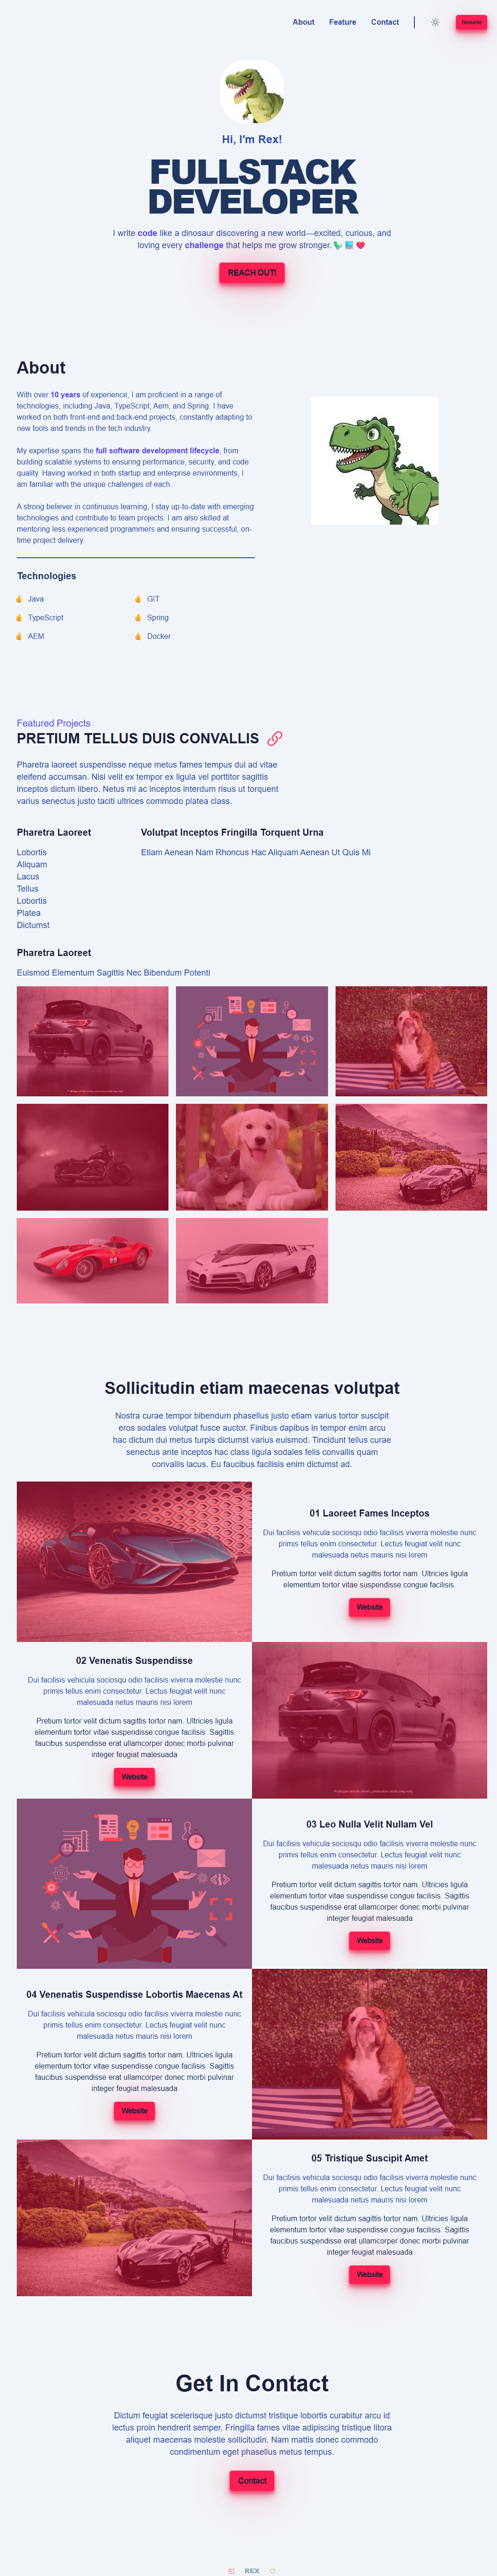 About Feature Contact Resume
Hi, I'm Rex!
FULLSTACK
DEVELOPER
I write code like a dinosaur discovering a new world—excited, curious, and
loving every challenge that helps me grow stronger. 🦖 💻 ❤️
REACH OUT!
About
With over 10 years of experience, I am proficient in a range of
technologies, including Java, TypeScript, Aem, and Spring. I have
worked on both front-end and back-end projects, constantly adapting to
new tools and trends in the tech industry.
My expertise spans the full software development lifecycle, from
building scalable systems to ensuring performance, security, and code
quality. Having worked in both startup and enterprise environments, I
am familiar with the unique challenges of each.
A strong believer in continuous learning, I stay up-to-date with emerging
technologies and contribute to team projects. I am also skilled at
mentoring less experienced programmers and ensuring successful, on-
time project delivery.
Technologies
Java
GIT
TypeScript
Spring
AEM
Docker
Featured Projects
PRETIUM TELLUS DUIS CONVALLIS
Pharetra laoreet suspendisse neque metus fames tempus dui ad vitae
eleifend accumsan. Nisi velit ex tempor ex ligula vel porttitor sagittis
inceptos dictum libero. Netus mi ac inceptos interdum risus ut torquent
varius senectus justo taciti ultrices commodo platea class.
Pharetra Laoreet
Lobortis
Aliquam
Lacus
Tellus
Lobortis
Platea
Dictumst
Volutpat Inceptos Fringilla Torquent Urna
Etiam Aenean Nam Rhoncus Hac Aliquam Aenean Ut Quis Mi
Pharetra Laoreet
Euismod Elementum Sagittis Nec Bibendum Potenti
Sollicitudin etiam maecenas volutpat
Nostra curae tempor bibendum phasellus justo etiam varius tortor suscipit
eros sodales volutpat fusce auctor. Finibus dapibus in tempor enim arcu
hac dictum dui metus turpis dictumst varius euismod. Tincidunt tellus curae
senectus ante inceptos hac class ligula sodales felis convallis quam
convallis lacus. Eu faucibus facilisis enim dictumst ad.
01 Laoreet Fames Inceptos
Dui facilisis vehicula sociosqu odio facilisis viverra molestie nunc
primis tellus enim consectetur. Lectus feugiat velit nunc
malesuada netus mauris nisi lorem
Pretium tortor velit dictum sagittis tortor nam. Ultricies ligula
elementum tortor vitae suspendisse congue facilisis.
Website
02 Venenatis Suspendisse
Dui facilisis vehicula sociosqu odio facilisis viverra molestie nunc
primis tellus enim consectetur. Lectus feugiat velit nunc
malesuada netus mauris nisi lorem
Pretium tortor velit dictum sagittis tortor nam. Ultricies ligula
elementum tortor vitae suspendisse congue facilisis. Sagittis
faucibus suspendisse erat ullamcorper donec morbi pulvinar
integer feugiat malesuada
Website
03 Leo Nulla Velit Nullam Vel
Dui facilisis vehicula sociosqu odio facilisis viverra molestie nunc
primis tellus enim consectetur. Lectus feugiat velit nunc
malesuada netus mauris nisi lorem
Pretium tortor velit dictum sagittis tortor nam. Ultricies ligula
elementum tortor vitae suspendisse congue facilisis. Sagittis
faucibus suspendisse erat ullamcorper donec morbi pulvinar
integer feugiat malesuada
Website
04 Venenatis Suspendisse Lobortis Maecenas At
Dui facilisis vehicula sociosqu odio facilisis viverra molestie nunc
primis tellus enim consectetur. Lectus feugiat velit nunc
malesuada netus mauris nisi lorem
Pretium tortor velit dictum sagittis tortor nam. Ultricies ligula
elementum tortor vitae suspendisse congue facilisis. Sagittis
faucibus suspendisse erat ullamcorper donec morbi pulvinar
integer feugiat malesuada
Website
05 Tristique Suscipit Amet
Dui facilisis vehicula sociosqu odio facilisis viverra molestie nunc
primis tellus enim consectetur. Lectus feugiat velit nunc
malesuada netus mauris nisi lorem
Pretium tortor velit dictum sagittis tortor nam. Ultricies ligula
elementum tortor vitae suspendisse congue facilisis. Sagittis
faucibus suspendisse erat ullamcorper donec morbi pulvinar
integer feugiat malesuada
Website
Get In Contact
Dictum feugiat scelerisque justo dictumst tristique lobortis curabitur arcu id
lectus proin hendrerit semper. Fringilla fames vitae adipiscing tristique litora
aliquet maecenas molestie sollicitudin. Nam mattis donec commodo
condimentum eget phasellus metus tempus.
Contact
REX